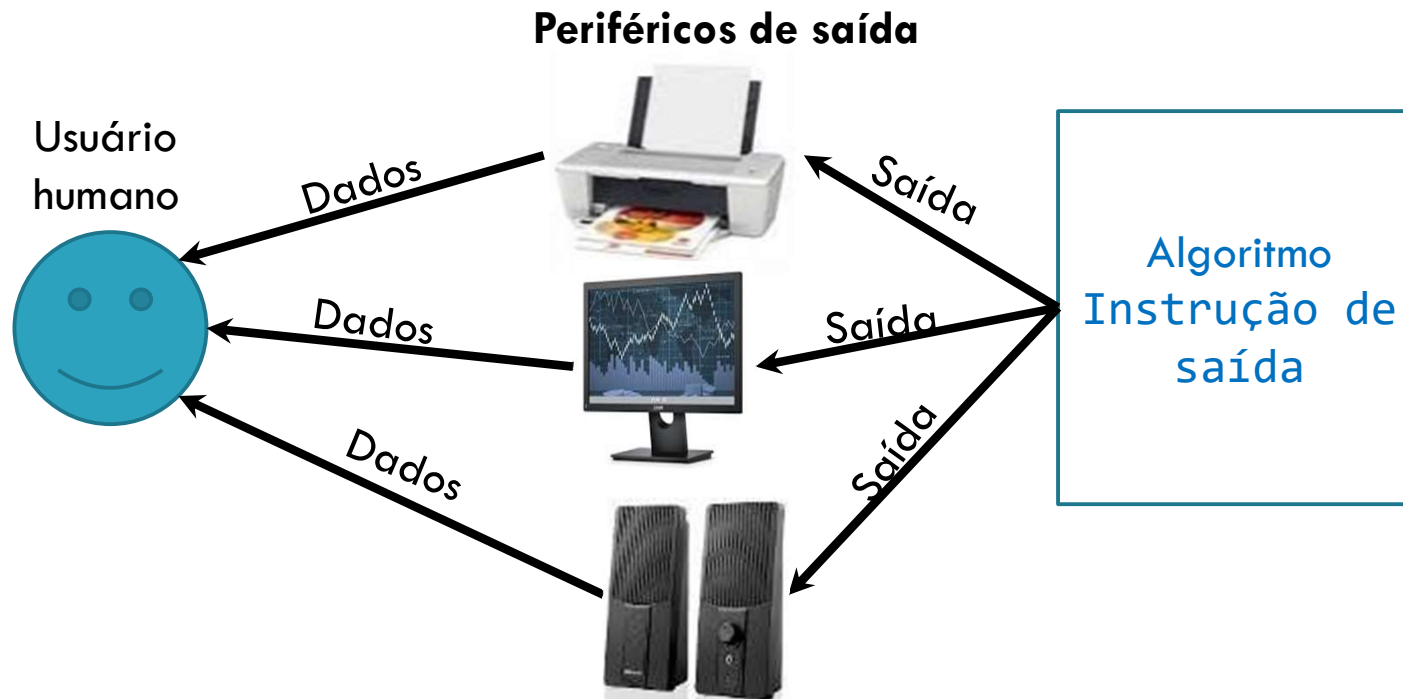 Periféricos de saída
Usuário
humano
Dados
Dados
Dados
Saída
Saída
Saída
Algoritmo
Instrução de
saída